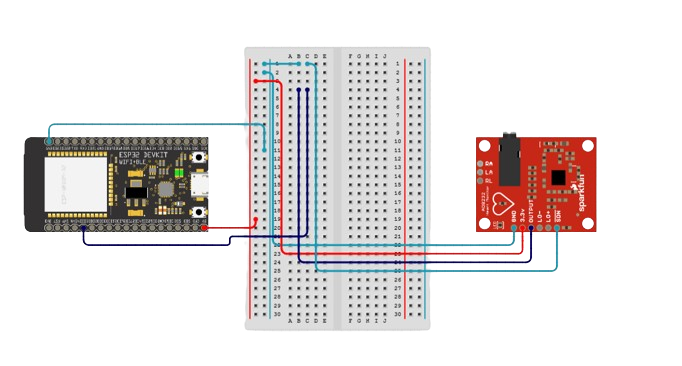 A B C D E
F G H I J
1
2
3
4
5
6
7
8
9
10
11
12
13
14
15
16
17
18
19
20
21
22
23
24
25
26
27
28
29
30
A B C D E
F G H I J
ESP32 DEVKIT
WIFI+BLE
RA
LA
RL
sparkfun
GND
3.3v
OUTPUT
LO-
LO+
SDN